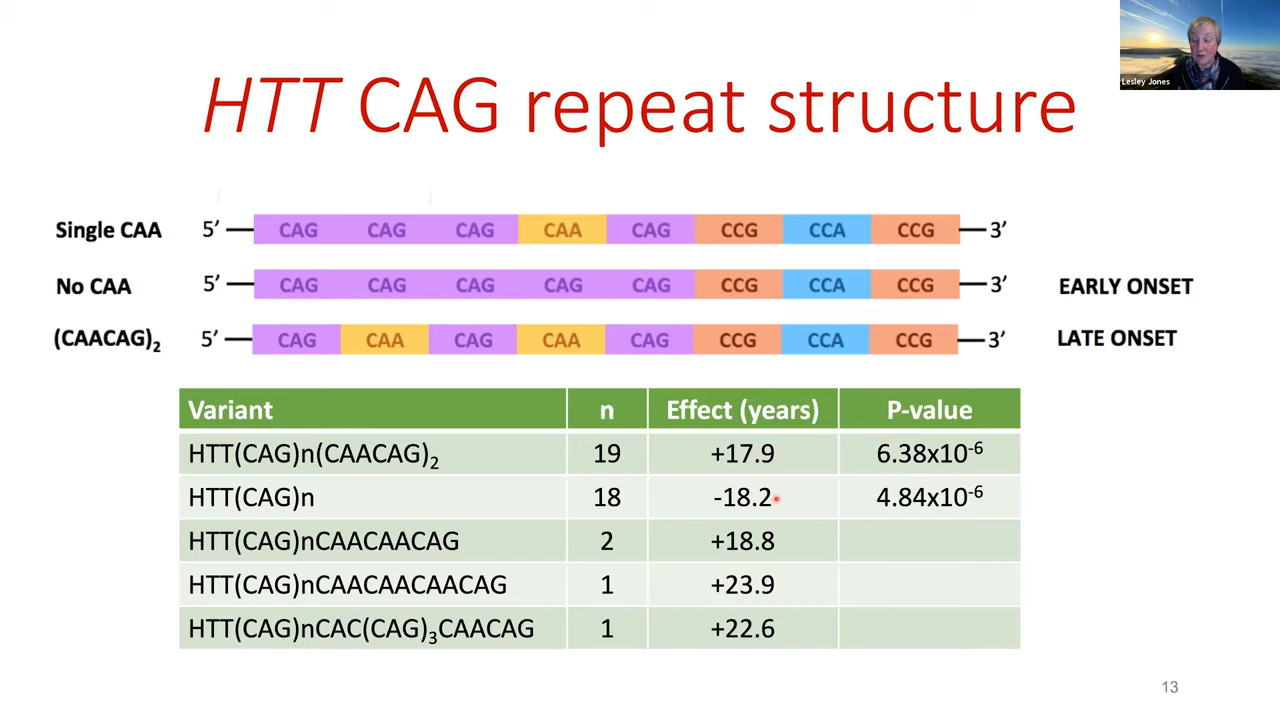 Lesley Jones
HTT CAG repeat structure
Single CAA 5’ CAG CAG CAG CAA CAG CCG CCA CCG 3’
No CAA 5’ CAG CAG CAG CAG CAG CCG CCA CCG 3’ EARLY ONSET
(CAACAG)₂ 5’ CAG CAA CAG CAA CAG CCG CCA CCG 3’ LATE ONSET
Variant n Effect (years) P-value
HTT(CAG)n(CAACAG)₂ 19 +17.9 6.38x10⁻⁶
HTT(CAG)n 18 -18.2 4.84x10⁻⁶
HTT(CAG)nCAACAACAG 2 +18.8
HTT(CAG)nCAACAACAACAG 1 +23.9
HTT(CAG)nCAC(CAG)₃CAACAG 1 +22.6
13